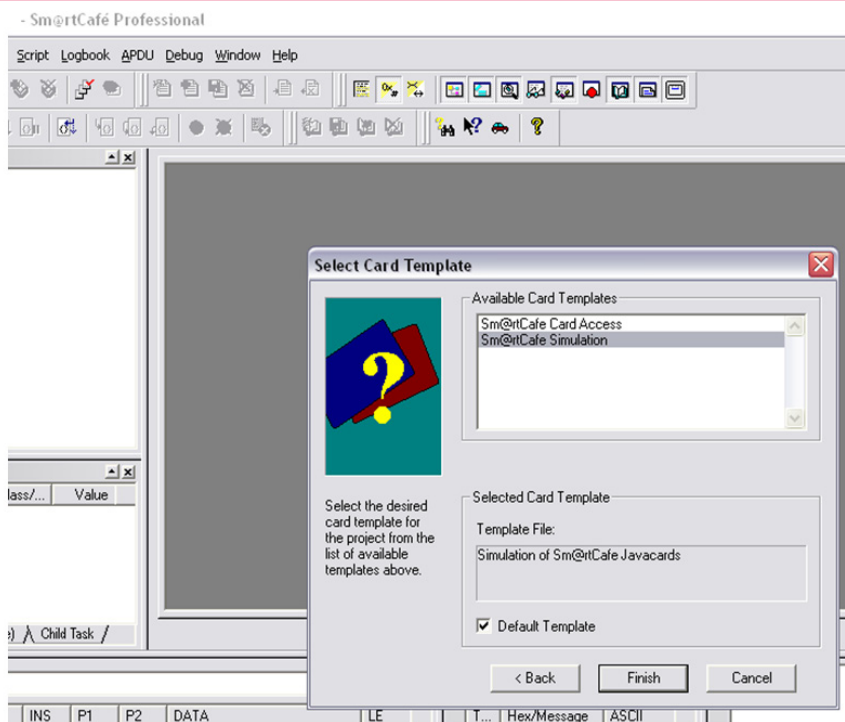 - Sm@rtCafé Professional
Script Logbook APDU Debug Window Help
Select Card Template
Available Card Templates
Sm@rtCafe Card Access
Sm@rtCafe Simulation
Select the desired
card template for
the project from the
list of available
templates above.
Selected Card Template
Template File:
Simulation of Sm@rtCafe Javacards
Default Template
< Back Finish Cancel
lass/... Value
e) Child Task
INS P1 P2 DATA LE T... Hex/Message ASCII